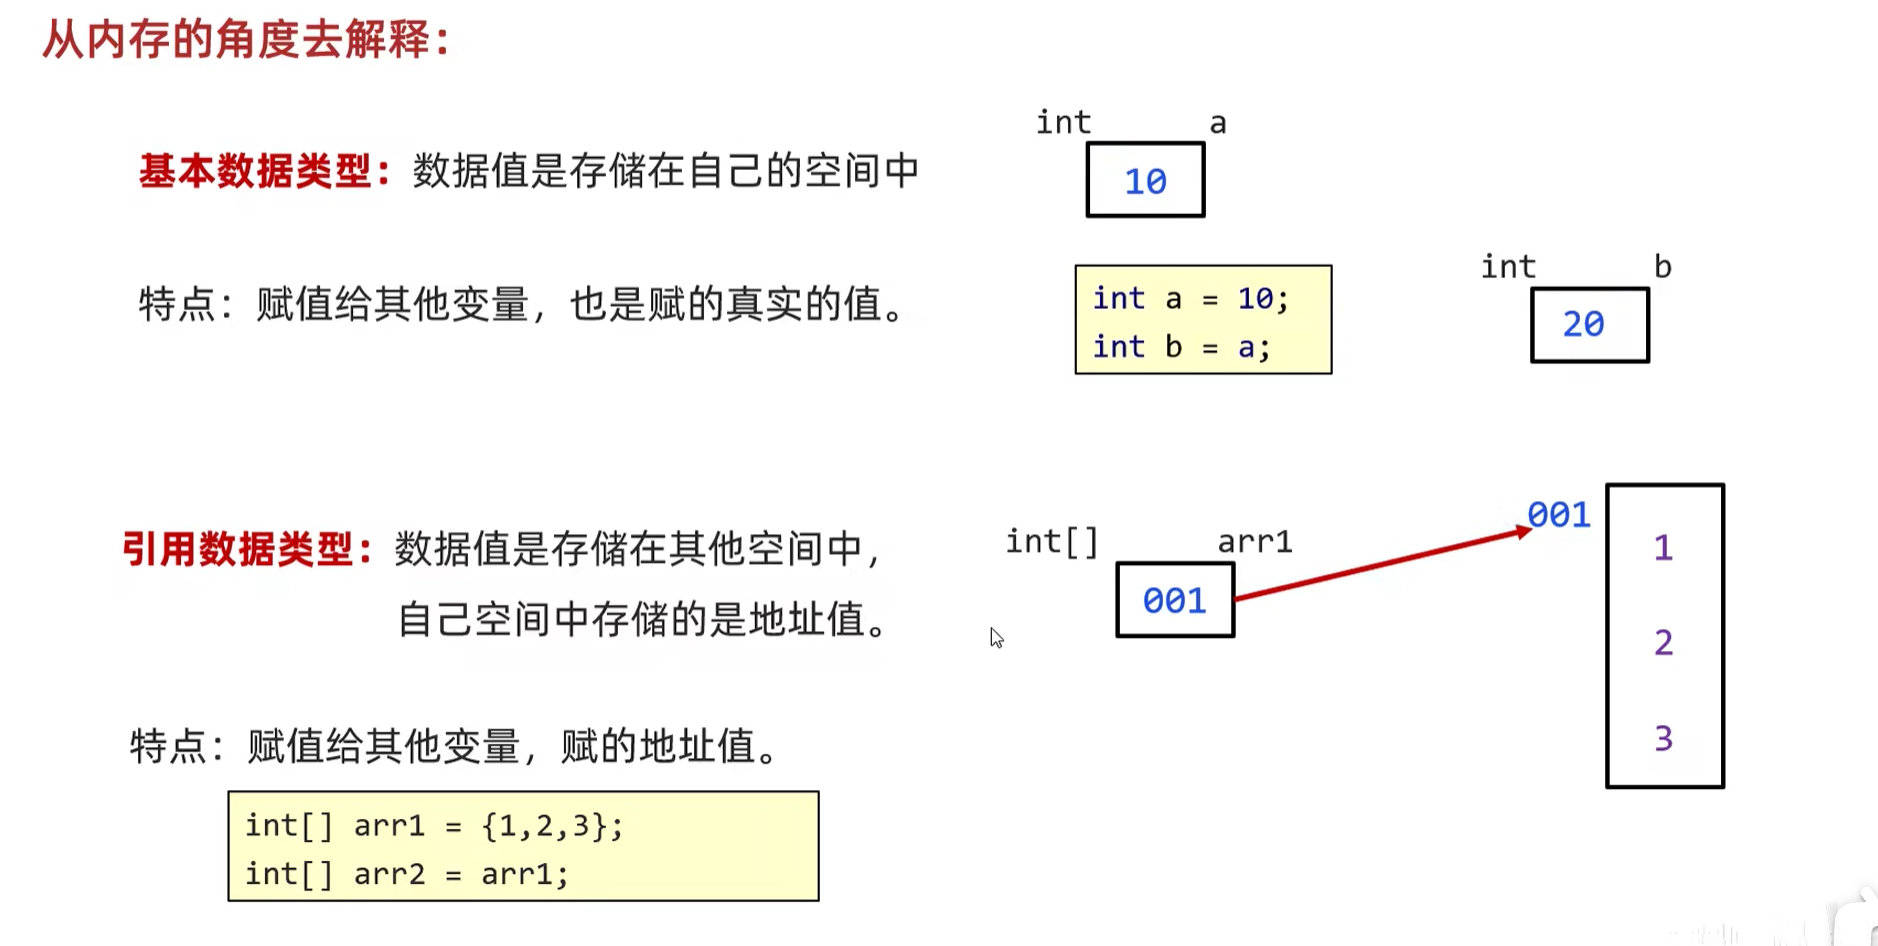 从内存的角度去解释：
基本数据类型：数据值是存储在自己的空间中
特点：赋值给其他变量，也是赋的真实的值。
int a
10
int a = 10;
int b = a;
int b
20
引用数据类型：数据值是存储在其他空间中，
自己空间中存储的是地址值。
特点：赋值给其他变量，赋的地址值。
int[] arr1 = {1,2,3};
int[] arr2 = arr1;
int[] arr1
001
001
1
2
3